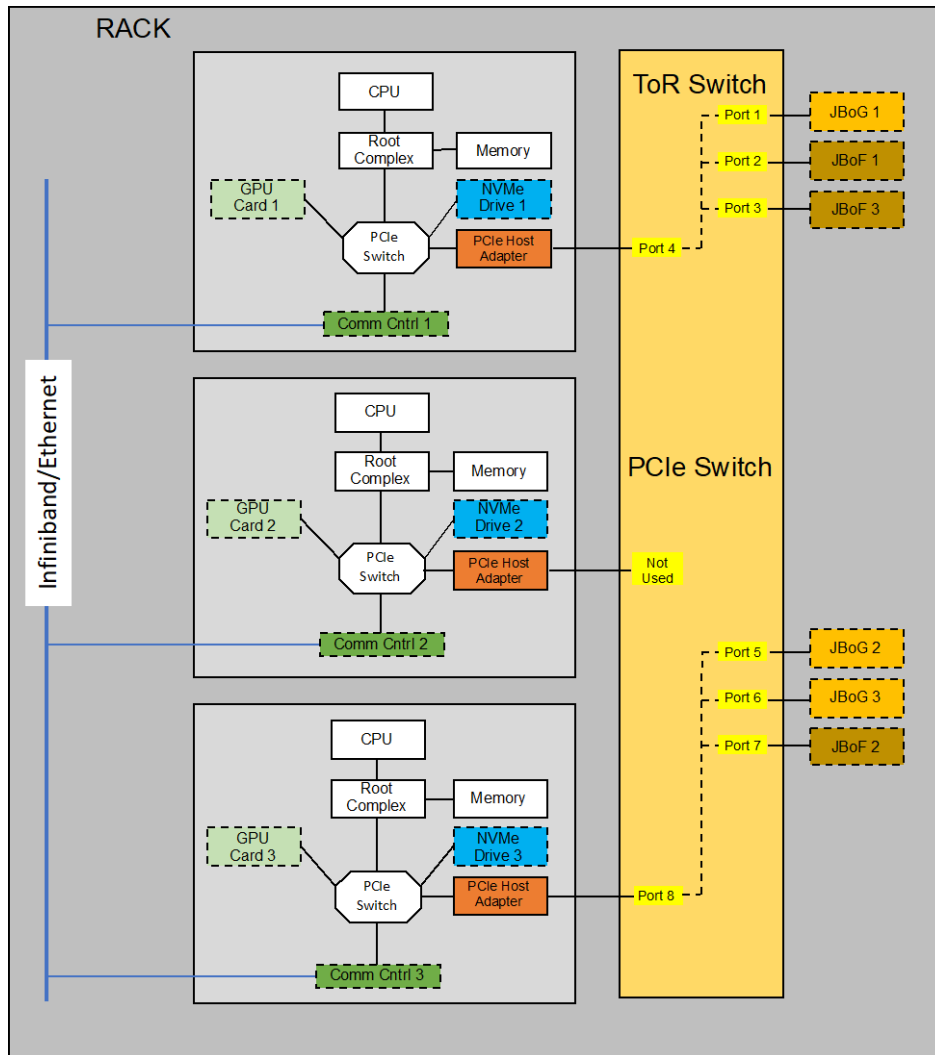 RACK
CPU
Root
Complex
Memory
GPU
Card 1
NVMe
Drive 1
PCIe
Switch
PCIe Host
Adapter
Comm Cntrl 1
ToR Switch
Port 1
Port 2
Port 3
Port 4
JBoG 1
JBoF 1
JBoF 3
Infiniband/Ethernet
CPU
Root
Complex
Memory
GPU
Card 2
NVMe
Drive 2
PCIe
Switch
PCIe Host
Adapter
Comm Cntrl 2
PCIe Switch
Not
Used
CPU
Root
Complex
Memory
GPU
Card 3
NVMe
Drive 3
PCIe
Switch
PCIe Host
Adapter
Comm Cntrl 3
Port 5
Port 6
Port 7
Port 8
JBoG 2
JBoG 3
JBoF 2